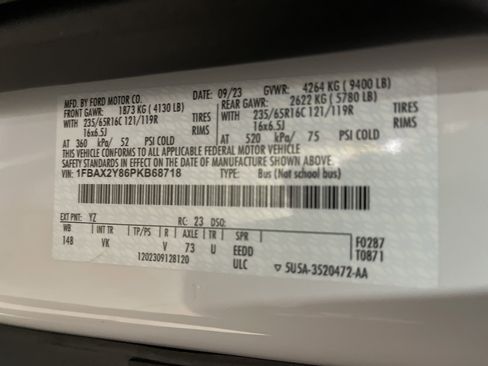 MFD. BY FORD MOTOR CO.
DATE: 09/23 GVWR: 4264 KG ( 9400 LB)
FRONT GAWR: 1873 KG ( 4130 LB)
REAR GAWR: 2622 KG ( 5780 LB)
WITH 235/65R16C 121/119R TIRES
WITH 235/65R16C 121/119R TIRES
16x6.5J RIMS
16x6.5J RIMS
AT 360 kPa/ 52 PSI COLD
AT 520 kPa/ 75 PSI COLD
THIS VEHICLE CONFORMS TO ALL APPLICABLE FEDERAL MOTOR VEHICLE
SAFETY STANDARDS IN EFFECT ON THE DATE OF MANUFACTURE SHOWN ABOVE.
VIN: 1FBAX2Y86PKB68718 TYPE: Bus (Not school bus)
EXT PNT: YZ RC: 23 DSO:
WB INT TR TP/PS R AXLE TR SPR
148 VK V 73 U EEDD
ULC
1202309128120
F0287
T0871
5USA-3520472-AA